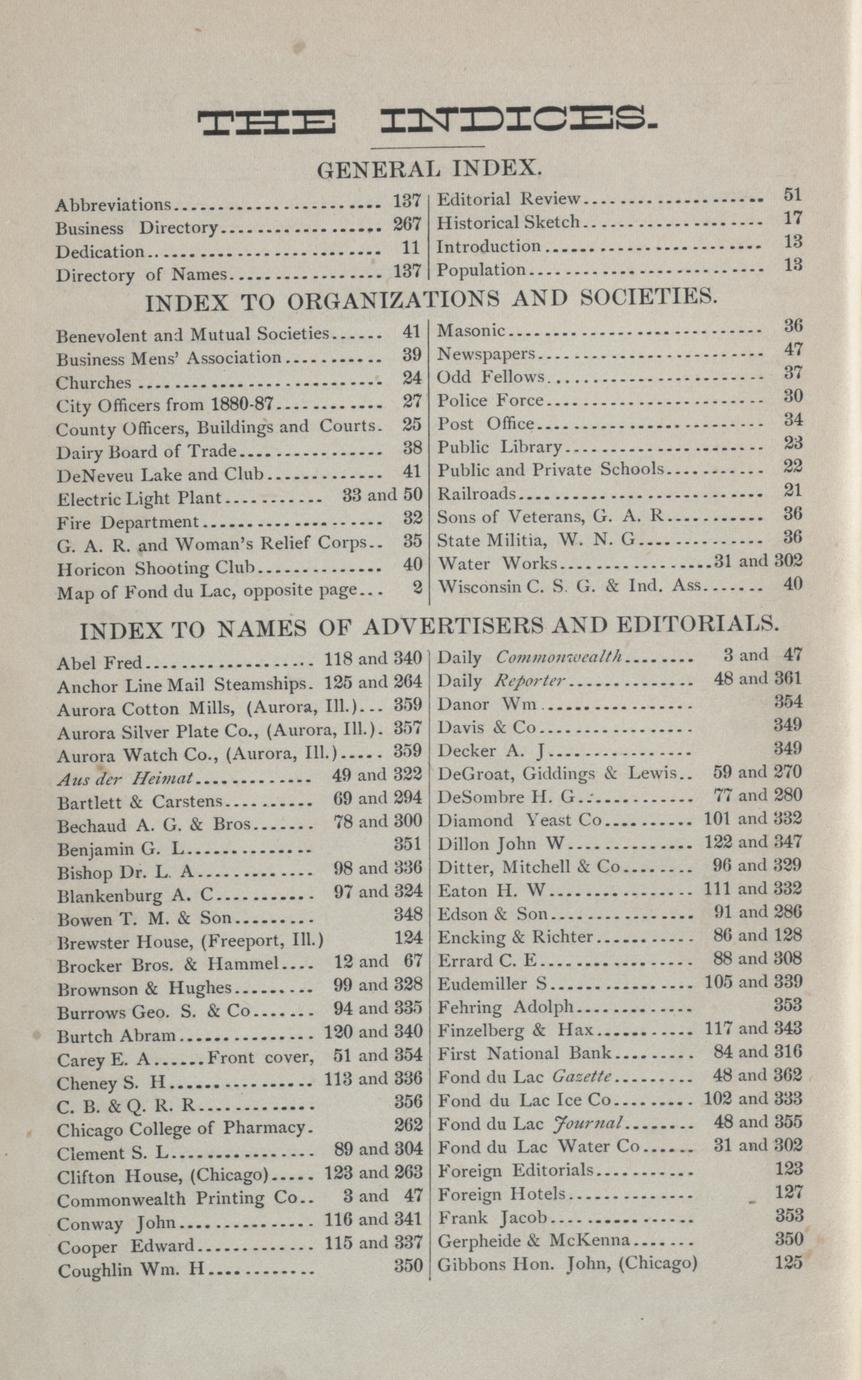 THE INDICES.
GENERAL INDEX.
Abbreviations........................ 137
Business Directory.................. 267
Dedication.......................... 11
Directory of Names................. 137
Editorial Review.................... 51
Historical Sketch.................... 17
Introduction........................ 13
Population.......................... 13
INDEX TO ORGANIZATIONS AND SOCIETIES.
Benevolent and Mutual Societies...... 41
Business Mens' Association........... 39
Churches............................ 24
City Officers from 1880-87............ 27
County Officers, Buildings and Courts. 25
Dairy Board of Trade................ 38
DeNeveu Lake and Club............. 41
Electric Light Plant........... 33 and 50
Fire Department.................... 32
G. A. R. and Woman's Relief Corps.. 35
Horicon Shooting Club.............. 40
Map of Fond du Lac, opposite page... 2
Masonic............................ 36
Newspapers......................... 47
Odd Fellows........................ 37
Police Force........................ 30
Post Office......................... 34
Public Library...................... 23
Public and Private Schools........... 22
Railroads........................... 21
Sons of Veterans, G. A. R........... 36
State Militia, W. N. G.............. 36
Water Works.................31 and 302
Wisconsin C. S. G. & Ind. Ass....... 40
INDEX TO NAMES OF ADVERTISERS AND EDITORIALS.
Abel Fred................... 118 and 340
Anchor Line Mail Steamships. 125 and 264
Aurora Cotton Mills, (Aurora, Ill.)... 359
Aurora Silver Plate Co., (Aurora, Ill.). 357
Aurora Watch Co., (Aurora, Ill.)..... 359
Aus der Heimat............. 49 and 322
Bartlett & Carstens.......... 69 and 294
Bechaud A. G. & Bros....... 78 and 300
Benjamin G. L.............. 351
Bishop Dr. L. A............. 98 and 336
Blankenburg A. C........... 97 and 324
Bowen T. M. & Son......... 348
Brewster House, (Freeport, Ill.) 124
Brocker Bros. & Hammel.... 12 and 67
Brownson & Hughes......... 99 and 328
Burrows Geo. S. & Co....... 94 and 335
Burtch Abram............... 120 and 340
Carey E. A......Front cover, 51 and 354
Cheney S. H................ 113 and 336
C. B. & Q. R. R............. 356
Chicago College of Pharmacy. 262
Clement S. L................ 89 and 304
Clifton House, (Chicago)..... 123 and 263
Commonwealth Printing Co.. 3 and 47
Conway John............... 116 and 341
Cooper Edward............. 115 and 337
Coughlin Wm. H............ 350
Daily Commonwealth........ 3 and 47
Daily Reporter.............. 48 and 361
Danor Wm................. 354
Davis & Co................. 349
Decker A. J................ 349
DeGroat, Giddings & Lewis.. 59 and 270
DeSombre H. G............. 77 and 280
Diamond Yeast Co.......... 101 and 332
Dillon John W.............. 122 and 347
Ditter, Mitchell & Co........ 96 and 329
Eaton H. W................ 111 and 332
Edson & Son................ 91 and 286
Encking & Richter........... 86 and 128
Errard C. E................. 88 and 308
Eudemiller S................ 105 and 339
Fehring Adolph............. 353
Finzelberg & Hax........... 117 and 343
First National Bank......... 84 and 316
Fond du Lac Gazette......... 48 and 362
Fond du Lac Ice Co......... 102 and 333
Fond du Lac Journal........ 48 and 355
Fond du Lac Water Co...... 31 and 302
Foreign Editorials........... 123
Foreign Hotels.............. 127
Frank Jacob................ 353
Gerpheide & McKenna....... 350
Gibbons Hon. John, (Chicago) 125